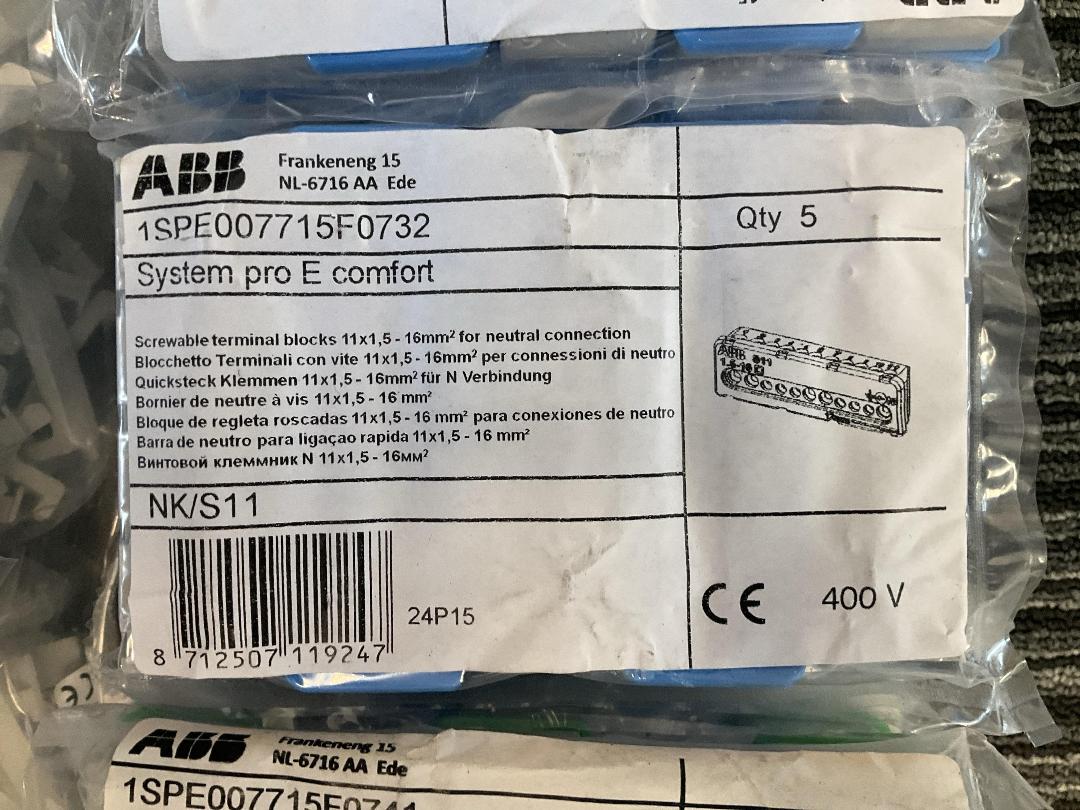 ABB
Frankeneng 15
NL-6716 AA Ede
1SPE007715F0732
Qty 5
System pro E comfort
Screwable terminal blocks 11x1,5 - 16mm² for neutral connection
Blocchetto Terminali con vite 11x1,5 - 16mm² per connessioni di neutro
Quicksteck Klemmen 11x1,5 - 16mm² für N Verbindung
Bornier de neutre à vis 11x1,5 - 16 mm²
Bloque de regleta roscadas 11x1,5 - 16 mm² para conexiones de neutro
Barra de neutro para ligaçao rapida 11x1,5 - 16 mm²
Винтовой клеммник N 11x1,5 - 16мм²
ABB S11
NK/S11
24P15
CE 400 V
8 712507 119247
CE
ABB
Frankeneng 15
NL-6716 AA Ede
1SPE007715F0741